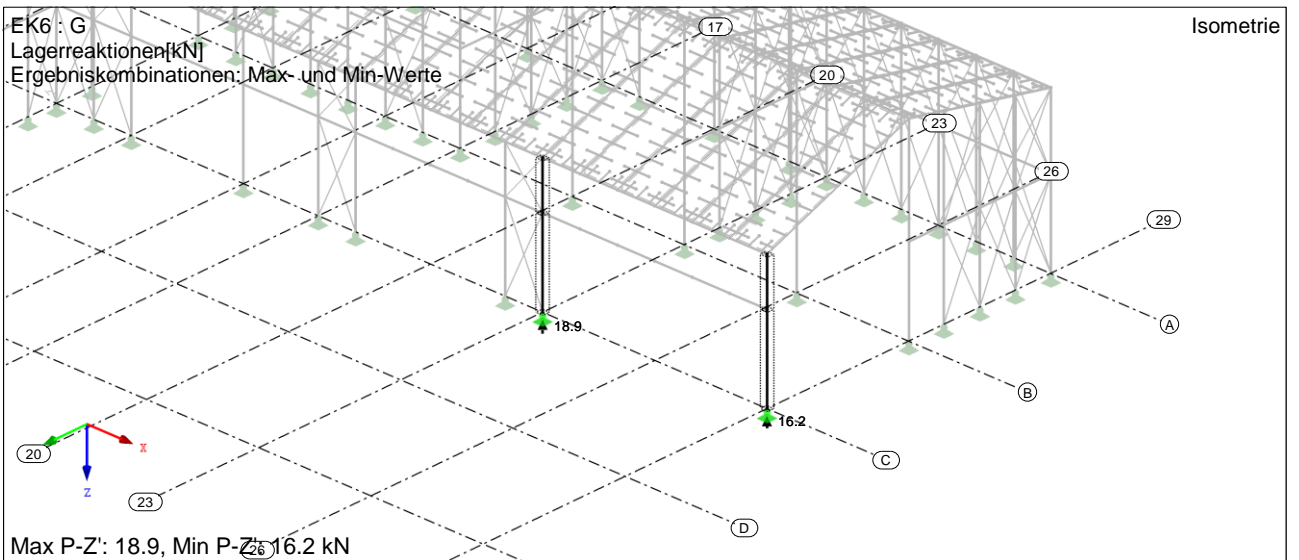 EK6 : G
Lagerreaktionen[kN]
Ergebniskombinationen: Max- und Min-Werte
Isometrie
17
20
23
26
29
A
B
C
D
18.9
16.2
X
Z
20
23
26
Max P-Z': 18.9, Min P-Z': 16.2 kN